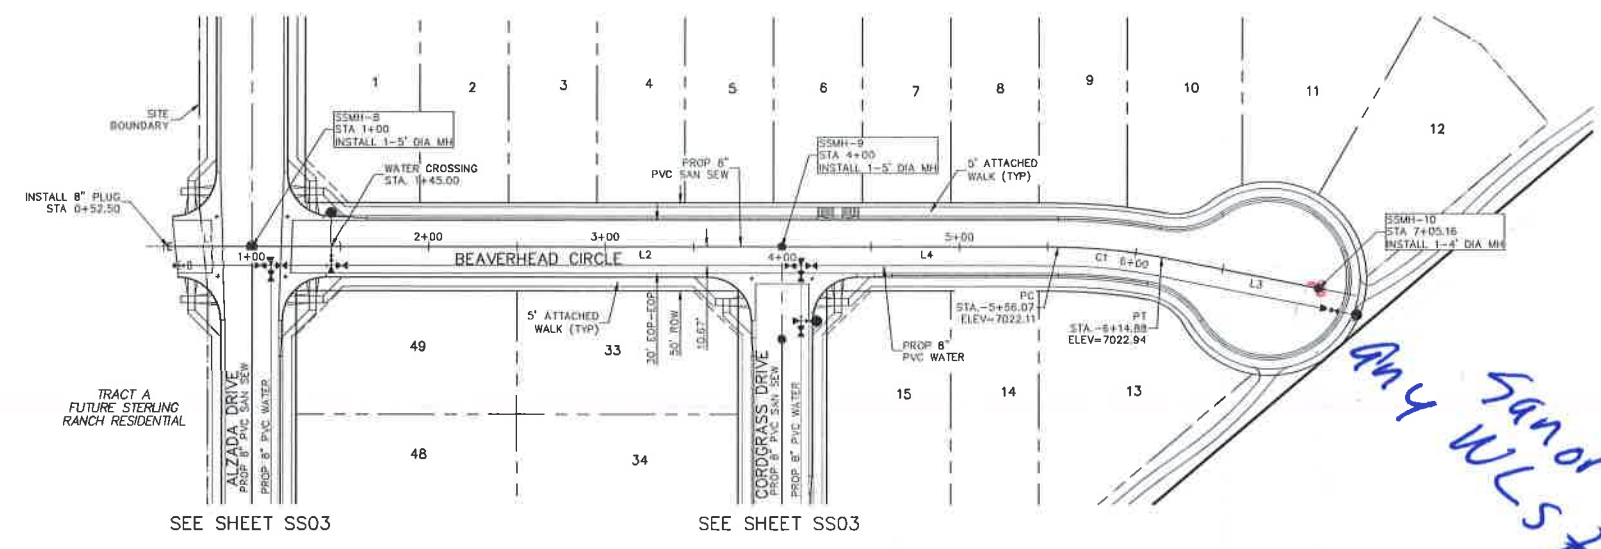 1
2
3
4
5
6
7
8
9
10
11
12
SITE
BOUNDARY
SSMH-8
STA 1+00
INSTALL 1-5' DIA MH
WATER CROSSING
STA. 1+45.00
PROP 8"
PVC SAN SEW
SSMH-9
STA 4+00
INSTALL 1-5' DIA MH
5' ATTACHED
WALK (TYP)
INSTALL 8" PLUG
STA 0+52.50
SSMH-10
STA 7+05.16
INSTALL 1-4' DIA MH
L1
1+00
2+00
3+00
4+00
5+00
6+00
BEAVERHEAD CIRCLE
L2
L4
C1
L3
8
5' ATTACHED
WALK (TYP)
30' EOP-EOP
50' ROW
10.67'
PC
STA.-5+56.07
ELEV=7022.11
PT
STA.-6+14.88
ELEV=7022.94
PROP 8"
PVC WATER
49
33
48
34
15
14
13
TRACT A
FUTURE STERLING
RANCH RESIDENTIAL
ALZADA DRIVE
PROP 8" PVC SAN SEW
PROP 8" PVC WATER
CORDGRASS DRIVE
PROP 8" PVC SAN SEW
PROP 8" PVC WATER
SEE SHEET SS03
SEE SHEET SS03
any
WLs